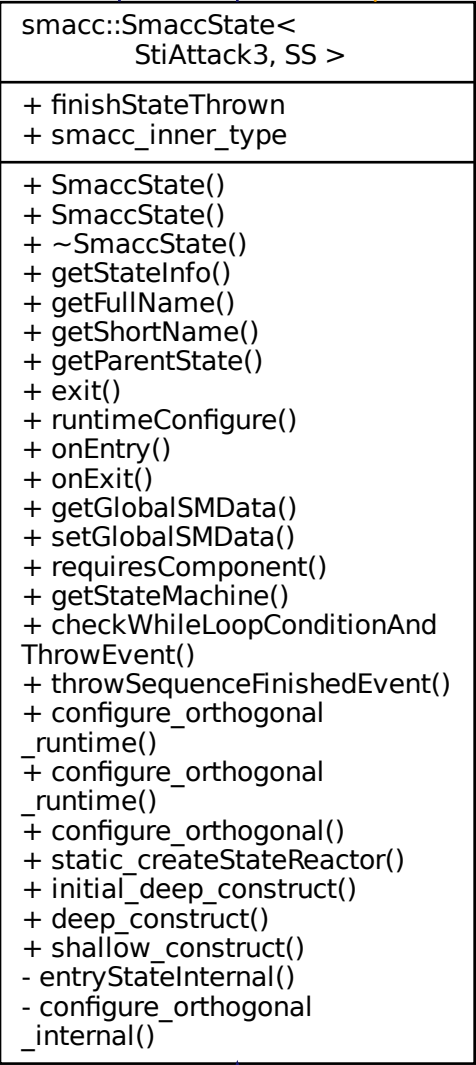 smacc::SmaccState<
StiAttack3, SS >
+ finishStateThrown
+ smacc_inner_type
+ SmaccState()
+ SmaccState()
+ ~SmaccState()
+ getStateInfo()
+ getFullName()
+ getShortName()
+ getParentState()
+ exit()
+ runtimeConfigure()
+ onEntry()
+ onExit()
+ getGlobalSMData()
+ setGlobalSMData()
+ requiresComponent()
+ getStateMachine()
+ checkWhileLoopConditionAnd
ThrowEvent()
+ throwSequenceFinishedEvent()
+ configure_orthogonal
_runtime()
+ configure_orthogonal
_runtime()
+ configure_orthogonal()
+ static_createStateReactor()
+ initial_deep_construct()
+ deep_construct()
+ shallow_construct()
- entryStateInternal()
- configure_orthogonal
_internal()